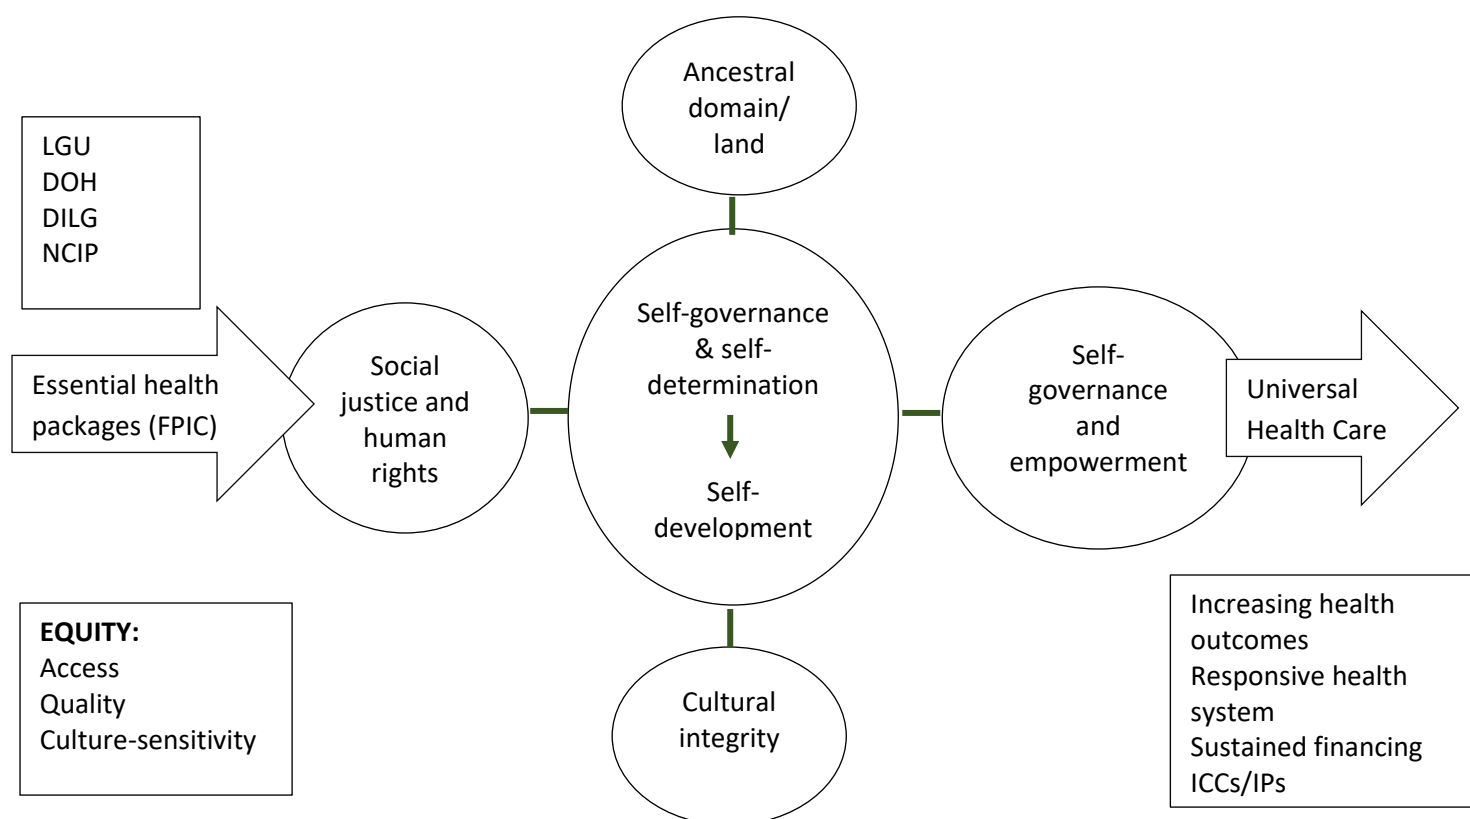 Ancestral
domain/
land
LGU
DOH
DILG
NCIP
Essential health
packages (FPIC)
Social
justice and
human
rights
Self-governance
& self-
determination
Self-
development
Self-
governance
and
empowerment
Universal
Health Care
EQUITY:
Access
Quality
Culture-sensitivity
Cultural
integrity
Increasing health
outcomes
Responsive health
system
Sustained financing
ICCs/IPs